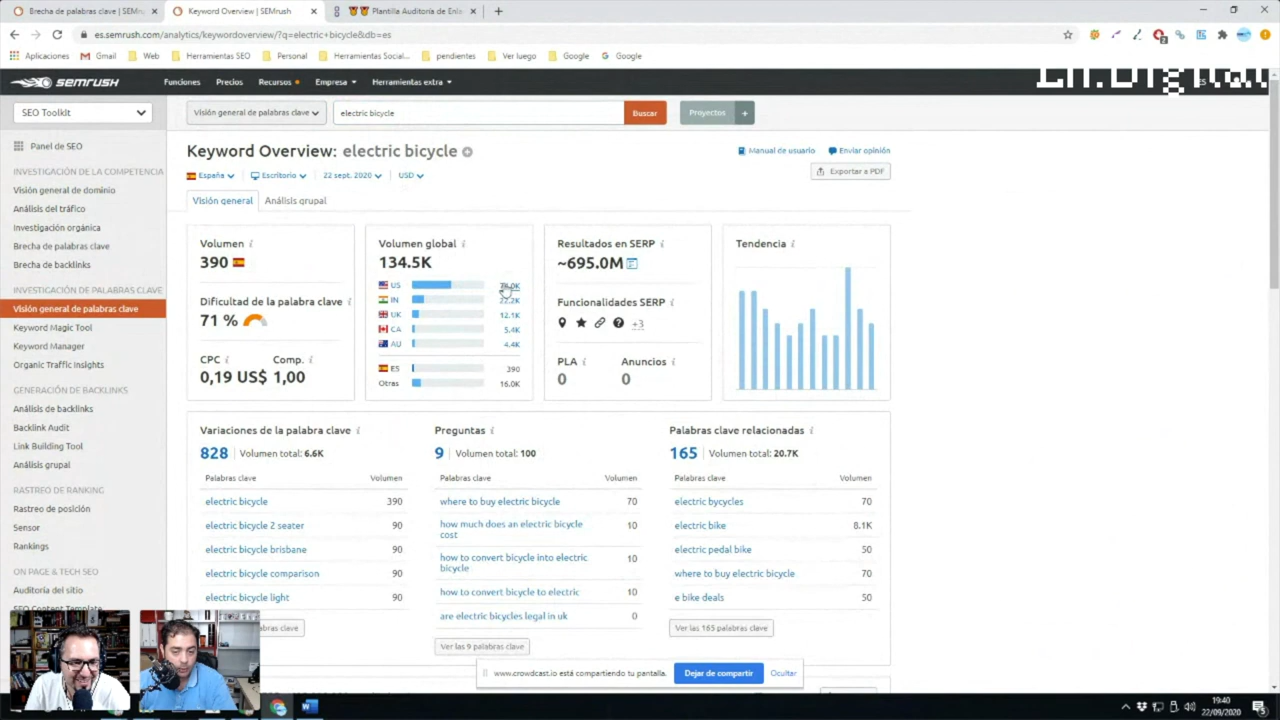 Brecha de palabras clave | SEMru
Keyword Overview | SEMrush
Plantilla Auditoría de Enla
es.semrush.com/analytics/keywordoverview/?q=electric+bicycle&db=es
Aplicaciones
Gmail
Web
Herramientas SEO
Personal
Herramientas Social...
pendientes
Ver luego
Google
Google
SEMRUSH
Funciones
Precios
Recursos
Empresa
Herramientas extra
SEO Toolkit
Visión general de palabras clave
electric bicycle
Buscar
Proyectos
+
Panel de SEO
INVESTIGACIÓN DE LA COMPETENCIA
Visión general de dominio
Análisis del tráfico
Investigación orgánica
Brecha de palabras clave
Brecha de backlinks
INVESTIGACIÓN DE PALABRAS CLAVE
Visión general de palabras clave
Keyword Magic Tool
Keyword Manager
Organic Traffic Insights
GENERACIÓN DE BACKLINKS
Análisis de backlinks
Backlink Audit
Link Building Tool
Análisis grupal
RASTREO DE RANKING
Rastreo de posición
Sensor
Rankings
ON PAGE & TECH SEO
Auditoría del sitio
SEO Content Template
Keyword Overview: electric bicycle
Manual de usuario
Enviar opinión
España
Escritorio
22 sept. 2020
USD
Exportar a PDF
Visión general
Análisis grupal
Volumen
390
Dificultad de la palabra clave
71 %
CPC
Comp.
0,19 US$
1,00
Volumen global
134.5K
US
IN 22.2K
UK 12.1K
CA 5.4K
AU 4.4K
ES 390
Otras 16.0K
Resultados en SERP
~695.0M
Funcionalidades SERP
+3
PLA
Anuncios
0
0
Tendencia
Variaciones de la palabra clave
828 Volumen total: 6.6K
Palabras clave Volumen
electric bicycle 390
electric bicycle 2 seater 90
electric bicycle brisbane 90
electric bicycle comparison 90
electric bicycle light 90
abras clave
Preguntas
9 Volumen total: 100
Palabras clave Volumen
where to buy electric bicycle 70
how much does an electric bicycle 10
cost
how to convert bicycle into electric 10
bicycle
how to convert bicycle to electric 10
are electric bicycles legal in uk 0
Ver las 9 palabras clave
Palabras clave relacionadas
165 Volumen total: 20.7K
Palabras clave Volumen
electric bycycles 70
electric bike 8.1K
electric pedal bike 50
where to buy electric bicycle 70
e bike deals 50
Ver las 165 palabras clave
www.crowdcast.io está compartiendo tu pantalla.
Dejar de compartir
Ocultar
19:40
22/09/2020